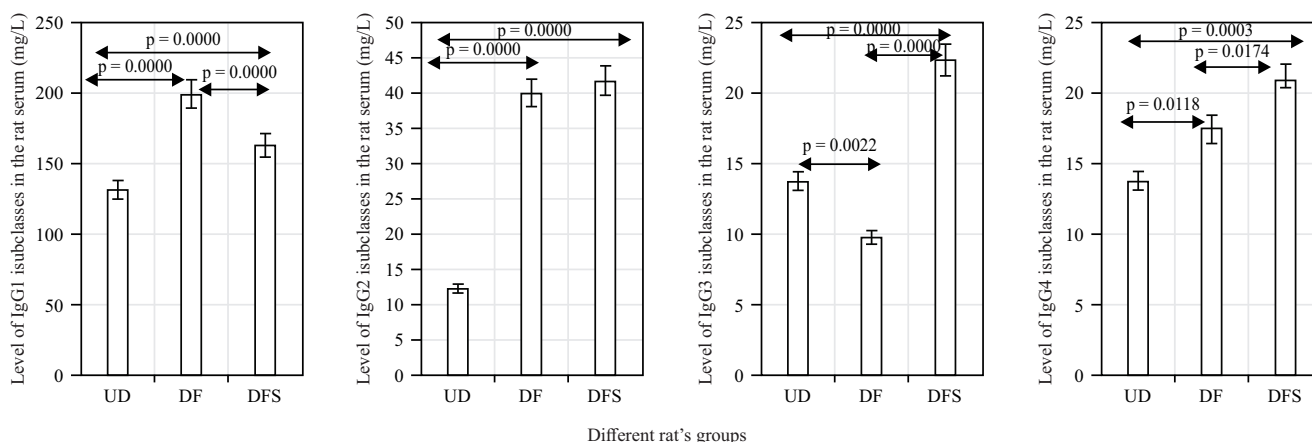 Level of IgG1 isubclasses in the rat serum (mg/L)
250
200
150
100
50
0
p = 0.0000
p = 0.0000
p = 0.0000
UD DF DFS
Level of IgG2 isubclasses in the rat serum (mg/L)
50
45
40
35
30
25
20
15
10
5
0
p = 0.0000
p = 0.0000
UD DF DFS
Level of IgG3 isubclasses in the rat serum (mg/L)
25
20
15
10
5
0
p = 0.0000
p = 0.0000
p = 0.0022
UD DF DFS
Level of IgG4 isubclasses in the rat serum (mg/L)
25
20
15
10
5
0
p = 0.0003
p = 0.0174
p = 0.0118
UD DF DFS
Different rat's groups